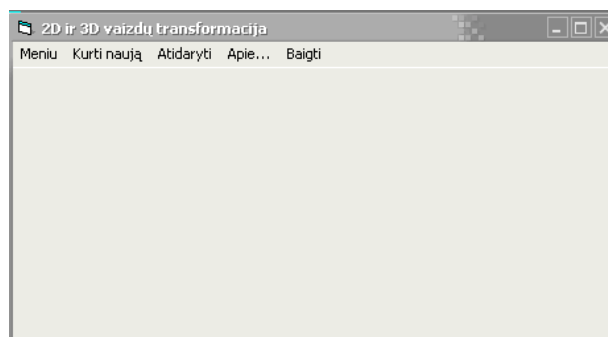 2D ir 3D vaizdų transformacija
Meniu Kurti naują Atidaryti Apie... Baigti